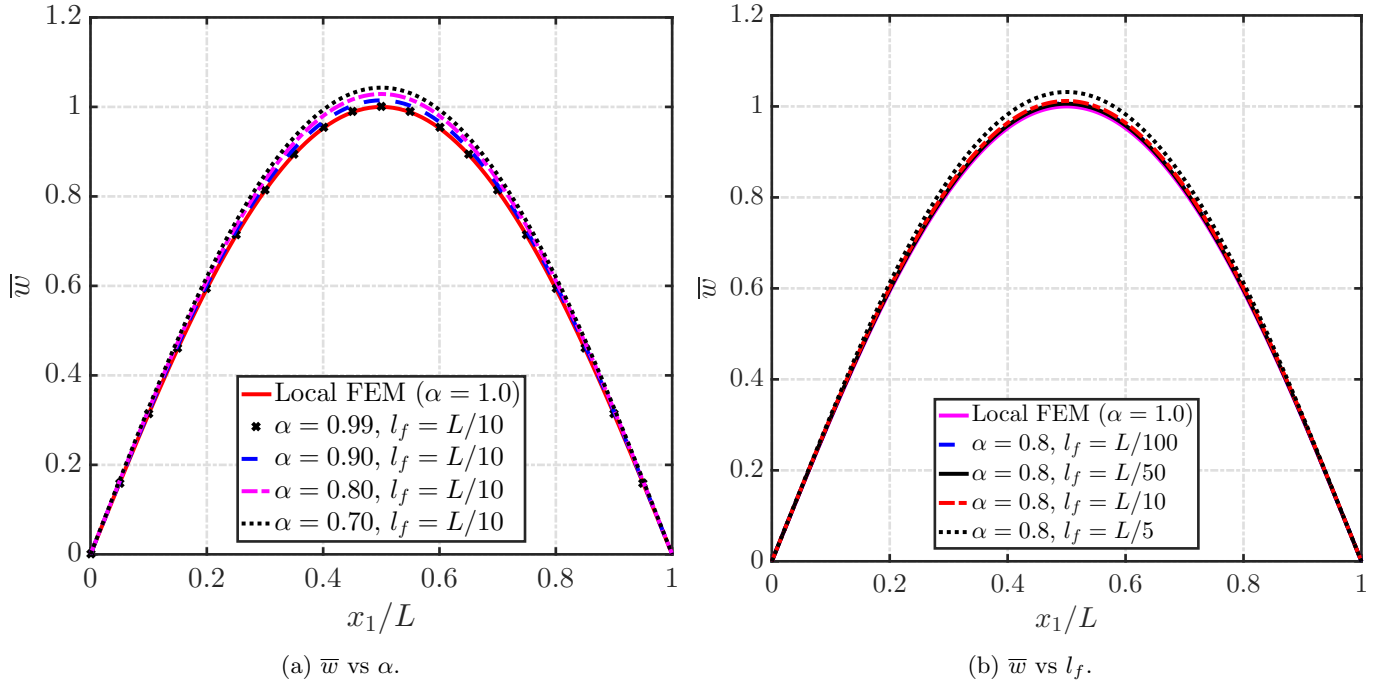 1.2
1
0.8
0.6
0.4
0.2
0
w̅
Local FEM (α = 1.0)
α = 0.99, l_f = L/10
α = 0.90, l_f = L/10
α = 0.80, l_f = L/10
α = 0.70, l_f = L/10
0 0.2 0.4 0.6 0.8 1
x₁/L
(a) w̅ vs α.
1.2
1
0.8
0.6
0.4
0.2
0
w̅
Local FEM (α = 1.0)
α = 0.8, l_f = L/100
α = 0.8, l_f = L/50
α = 0.8, l_f = L/10
α = 0.8, l_f = L/5
0 0.2 0.4 0.6 0.8 1
x₁/L
(b) w̅ vs l_f.